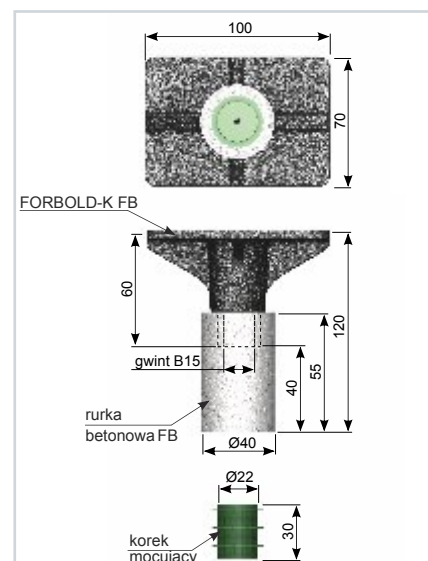 100
70
FORBOLD-K FB
60
120
gwint B15
55
40
rurka
betonowa FB
Ø40
Ø22
30
korek
mocujący